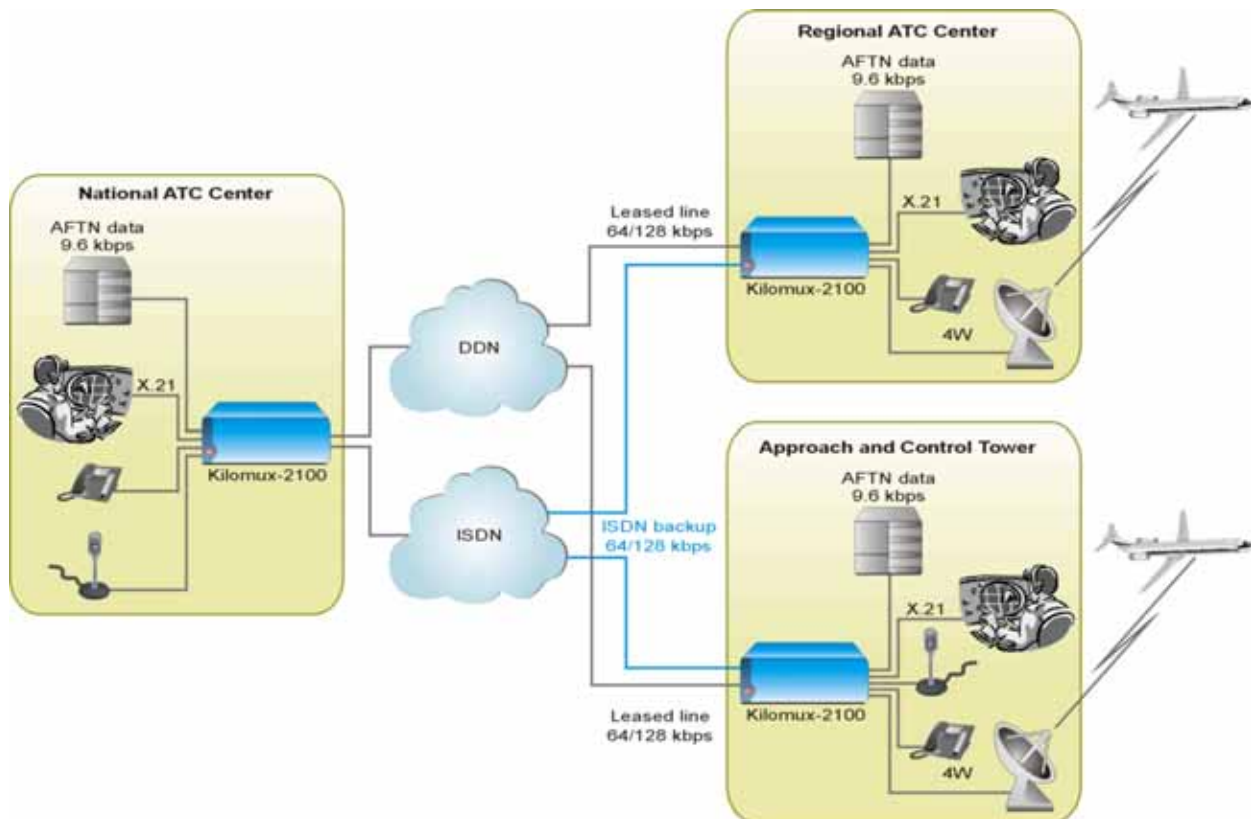 National ATC Center
AFTN data
9.6 kbps
X.21
Kilomux-2100
DDN
ISDN
Leased line
64/128 kbps
ISDN backup
64/128 kbps
Leased line
64/128 kbps
Regional ATC Center
AFTN data
9.6 kbps
X.21
Kilomux-2100
4W
Approach and Control Tower
AFTN data
9.6 kbps
X.21
Kilomux-2100
4W